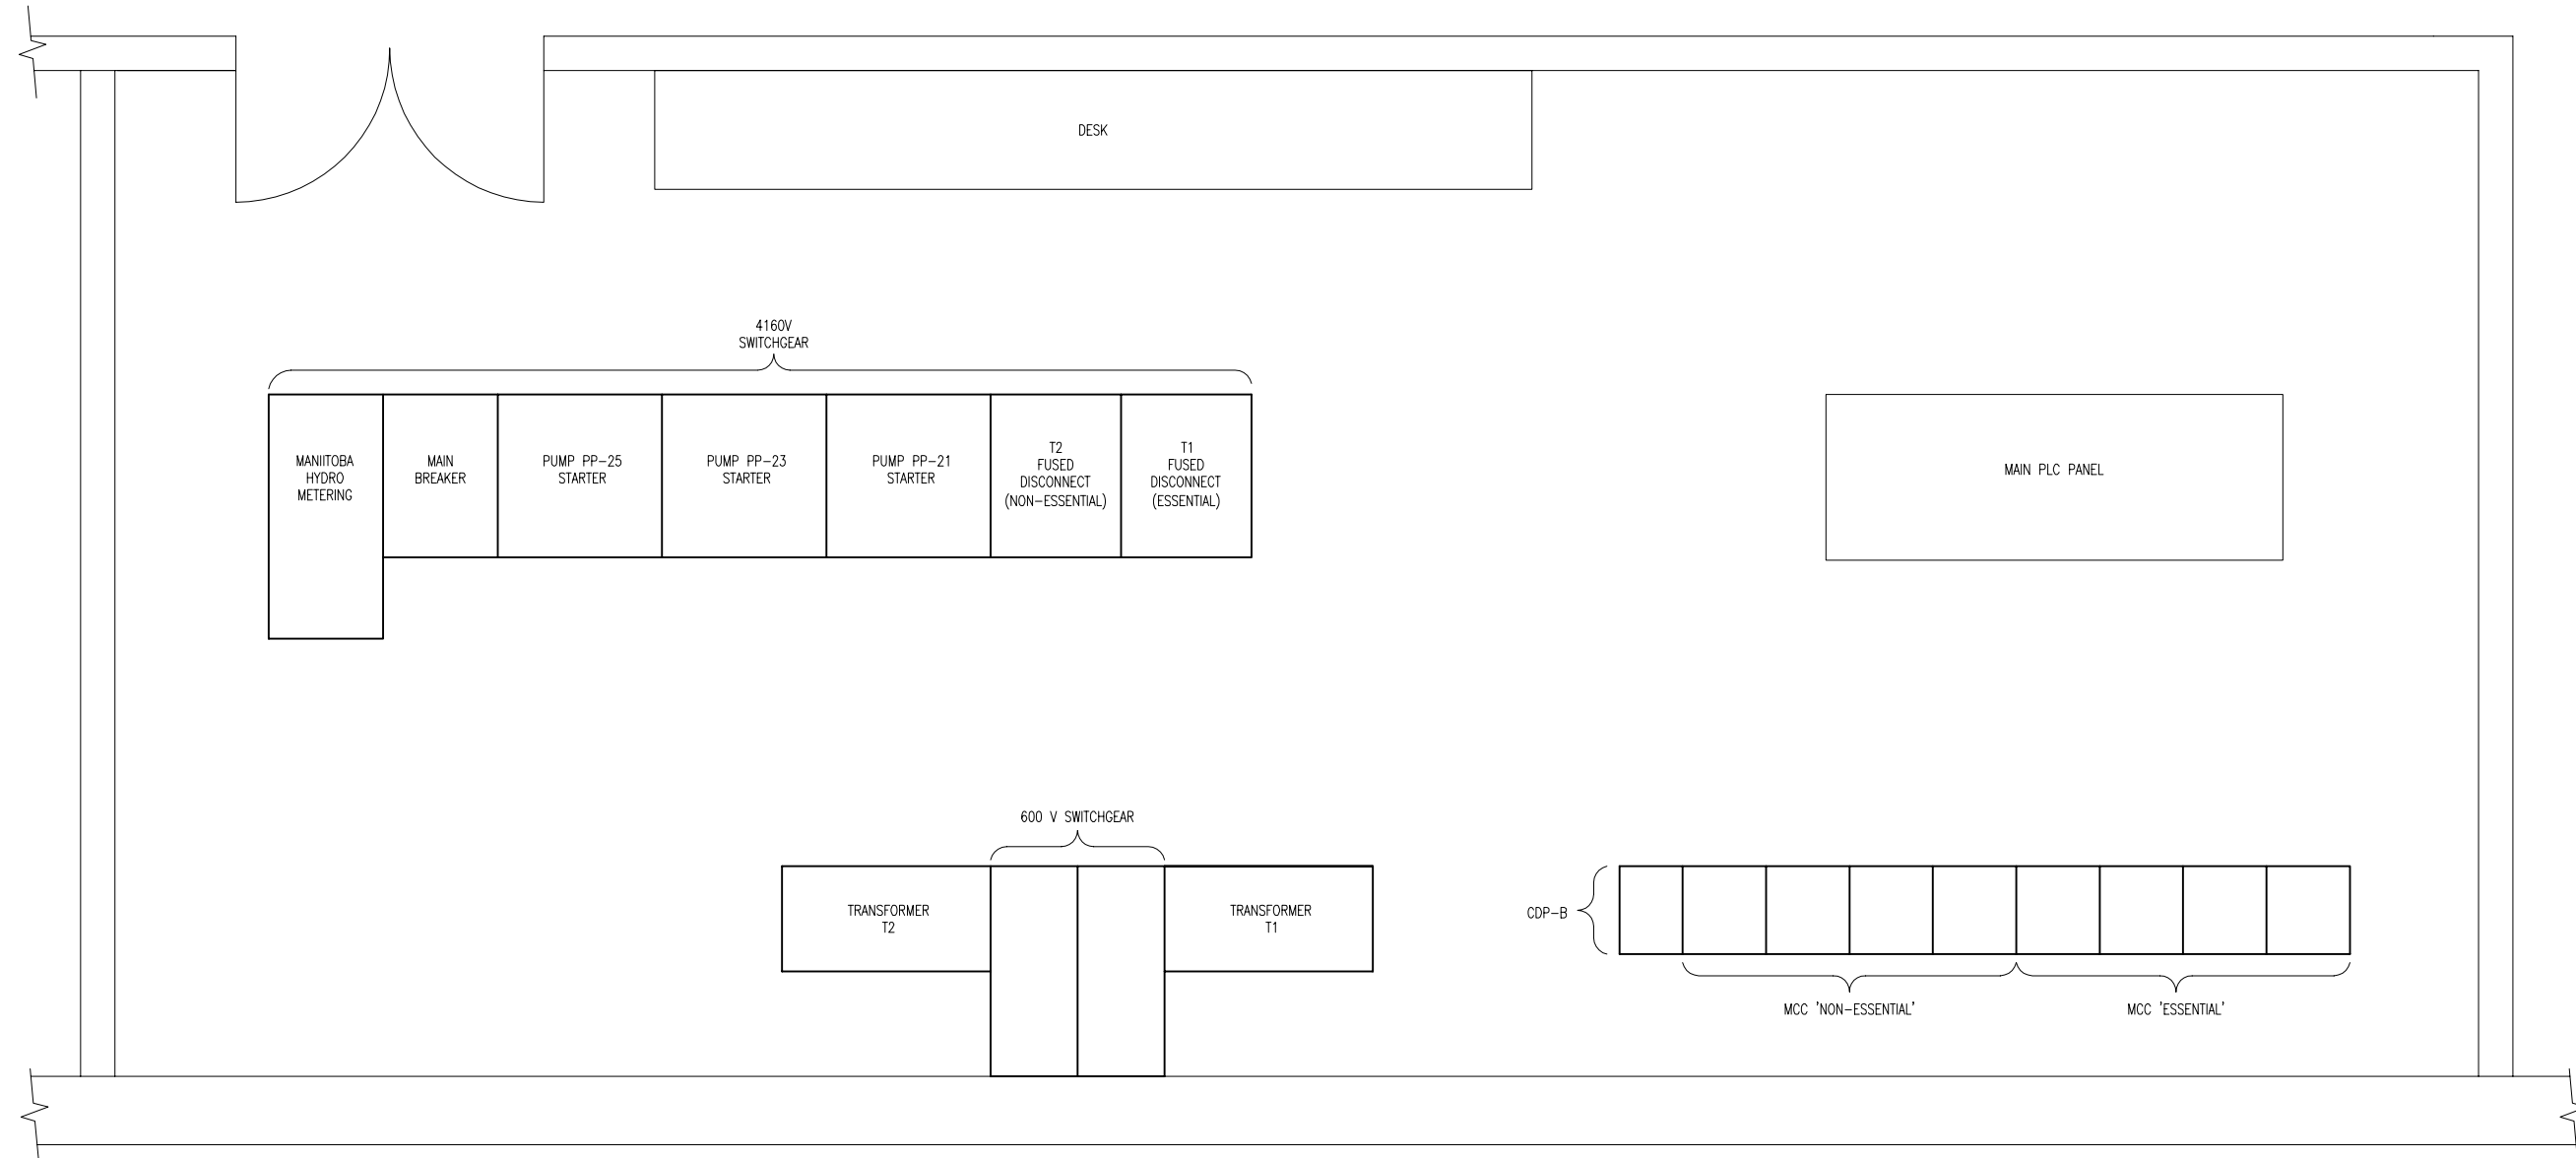 DESK
4160V
SWITCHGEAR
MANIITOBA
HYDRO
METERING
MAIN
BREAKER
PUMP PP-25
STARTER
PUMP PP-23
STARTER
PUMP PP-21
STARTER
T2
FUSED
DISCONNECT
(NON-ESSENTIAL)
T1
FUSED
DISCONNECT
(ESSENTIAL)
MAIN PLC PANEL
600 V SWITCHGEAR
TRANSFORMER
T2
TRANSFORMER
T1
CDP-B
MCC 'NON-ESSENTIAL'
MCC 'ESSENTIAL'